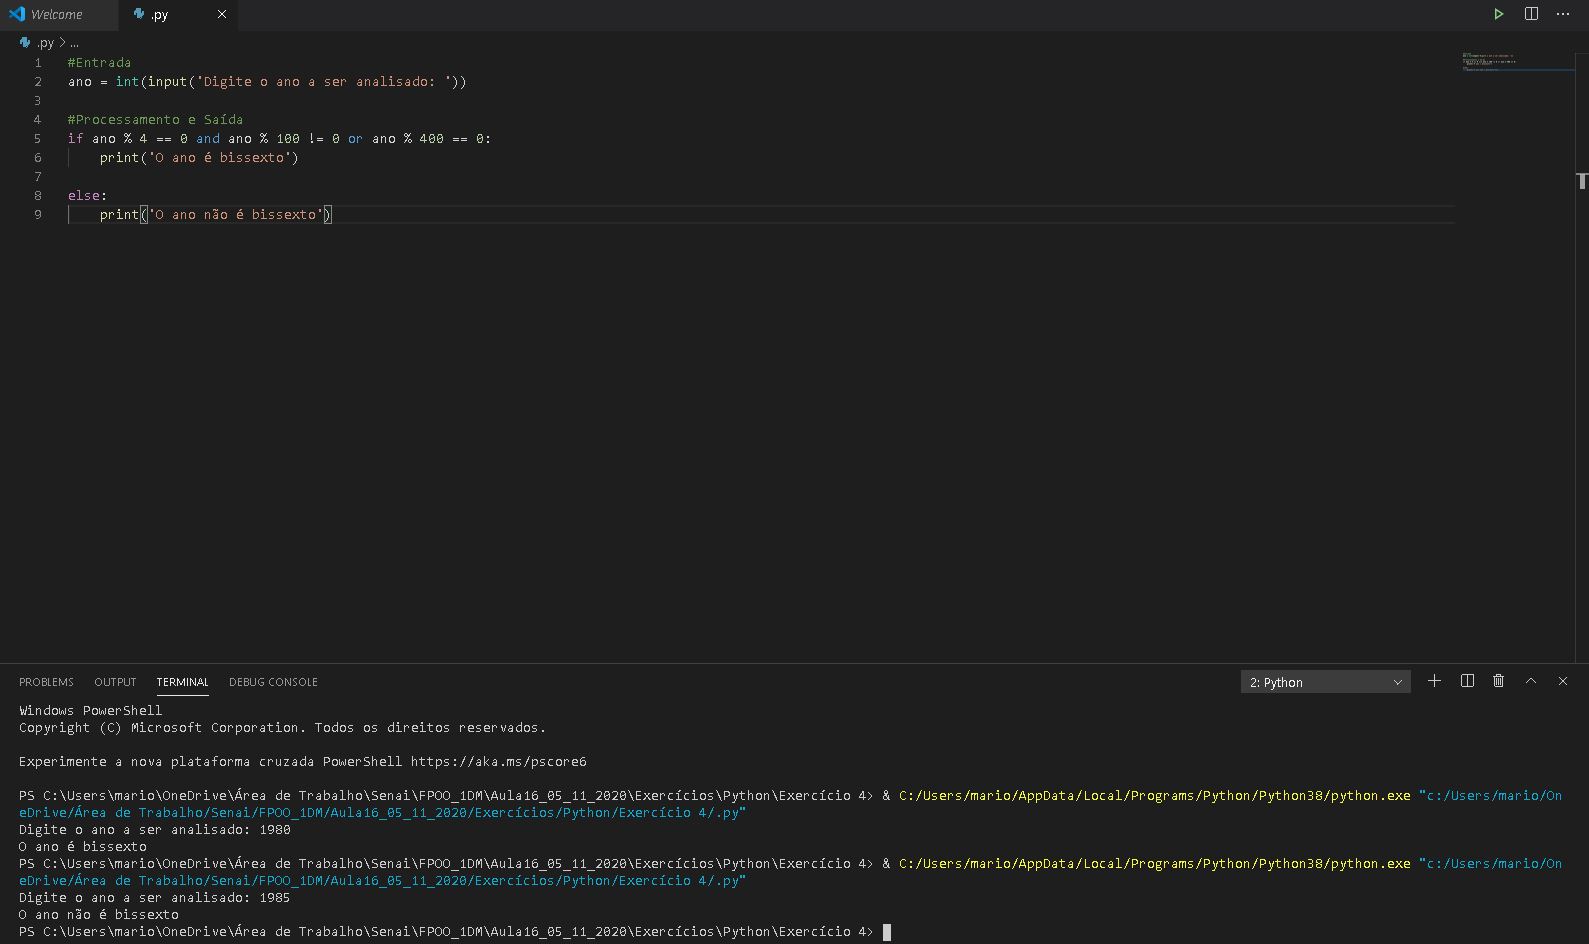 Welcome
.py
.py > ...
1 #Entrada
2 ano = int(input('Digite o ano a ser analisado: '))
3
4 #Processamento e Saída
5 if ano % 4 == 0 and ano % 100 != 0 or ano % 400 == 0:
6     print('O ano é bissexto')
7
8 else:
9     print('O ano não é bissexto')
PROBLEMS OUTPUT TERMINAL DEBUG CONSOLE 2: Python
Windows PowerShell
Copyright (C) Microsoft Corporation. Todos os direitos reservados.
Experimente a nova plataforma cruzada PowerShell https://aka.ms/pscore6
PS C:\Users\mario\OneDrive\Área de Trabalho\Senai\FPOO_1DM\Aula16_05_11_2020\Exercícios\Python\Exercício 4> & C:/Users/mario/AppData/Local/Programs/Python/Python38/python.exe "c:/Users/mario/On
eDrive/Área de Trabalho/Senai/FPOO_1DM/Aula16_05_11_2020/Exercícios/Python/Exercício 4/.py"
Digite o ano a ser analisado: 1980
O ano é bissexto
PS C:\Users\mario\OneDrive\Área de Trabalho\Senai\FPOO_1DM\Aula16_05_11_2020\Exercícios\Python\Exercício 4> & C:/Users/mario/AppData/Local/Programs/Python/Python38/python.exe "c:/Users/mario/On
eDrive/Área de Trabalho/Senai/FPOO_1DM/Aula16_05_11_2020/Exercícios/Python/Exercício 4/.py"
Digite o ano a ser analisado: 1985
O ano não é bissexto
PS C:\Users\mario\OneDrive\Área de Trabalho\Senai\FPOO_1DM\Aula16_05_11_2020\Exercícios\Python\Exercício 4>